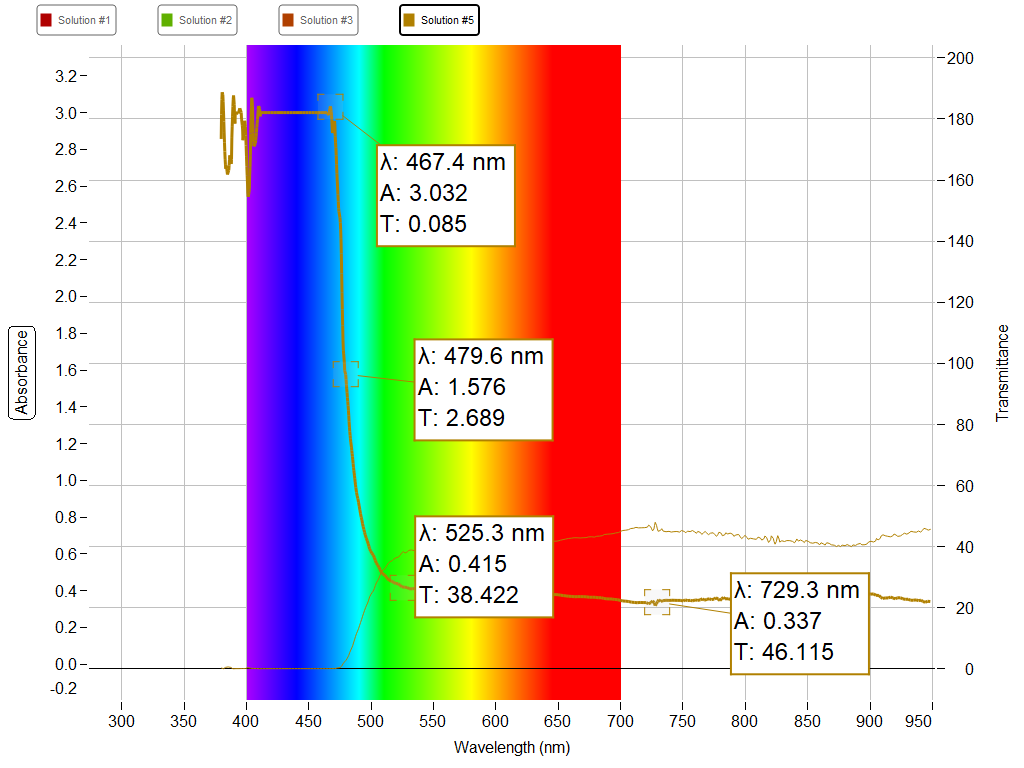 Solution #1 Solution #2 Solution #3 Solution #5
3.2
3.0
2.8
2.6
2.4
2.2
2.0
1.8
1.6
1.4
1.2
1.0
0.8
0.6
0.4
0.2
0.0
-0.2
Absorbance
λ: 467.4 nm
A: 3.032
T: 0.085
λ: 479.6 nm
A: 1.576
T: 2.689
λ: 525.3 nm
A: 0.415
T: 38.422
λ: 729.3 nm
A: 0.337
T: 46.115
200
180
160
140
120
100
80
60
40
20
0
Transmittance
300 350 400 450 500 550 600 650 700 750 800 850 900 950
Wavelength (nm)